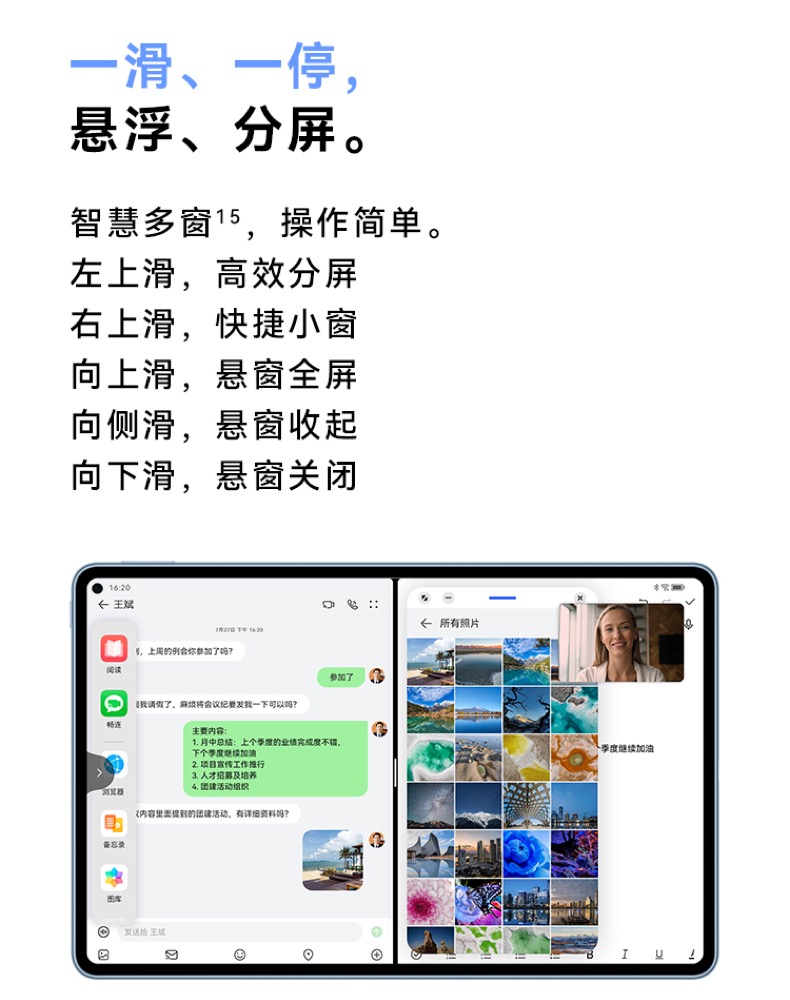 一滑、一停，
悬浮、分屏。
智慧多窗15，操作简单。
左上滑，高效分屏
右上滑，快捷小窗
向上滑，悬窗全屏
向侧滑，悬窗收起
向下滑，悬窗关闭
16:20
王斌
7月27日 下午 16:20
，上周的例会你参加了吗？
参加了
我请假了，麻烦将会议纪要发我一下可以吗？
主要内容：
1. 月中总结：上个季度的业绩完成度不错，
下个季度继续加油
2. 项目宣传工作推行
3. 人才招募及培养
4. 团建活动组织
内容里面提到的团建活动，有详细资料吗？
发送给 王斌
阅读
畅连
浏览器
备忘录
图库
所有照片
季度继续加油
B
I
U